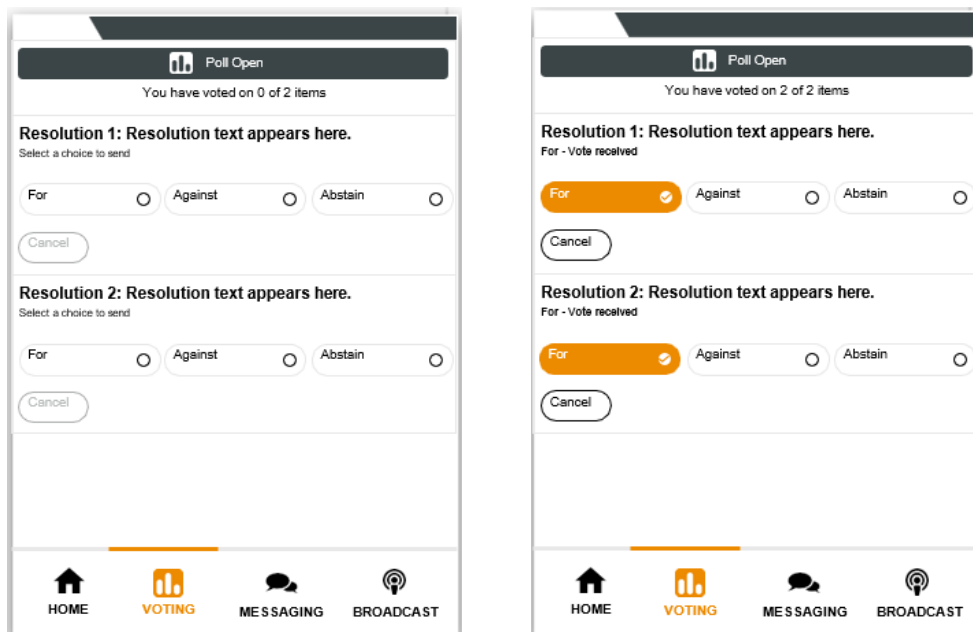 Poll Open
You have voted on 0 of 2 items
Resolution 1: Resolution text appears here.
Select a choice to send
For Against Abstain
Cancel
Resolution 2: Resolution text appears here.
Select a choice to send
For Against Abstain
Cancel
HOME VOTING MESSAGING BROADCAST
Poll Open
You have voted on 2 of 2 items
Resolution 1: Resolution text appears here.
For - Vote received
For Against Abstain
Cancel
Resolution 2: Resolution text appears here.
For - Vote received
For Against Abstain
Cancel
HOME VOTING MESSAGING BROADCAST